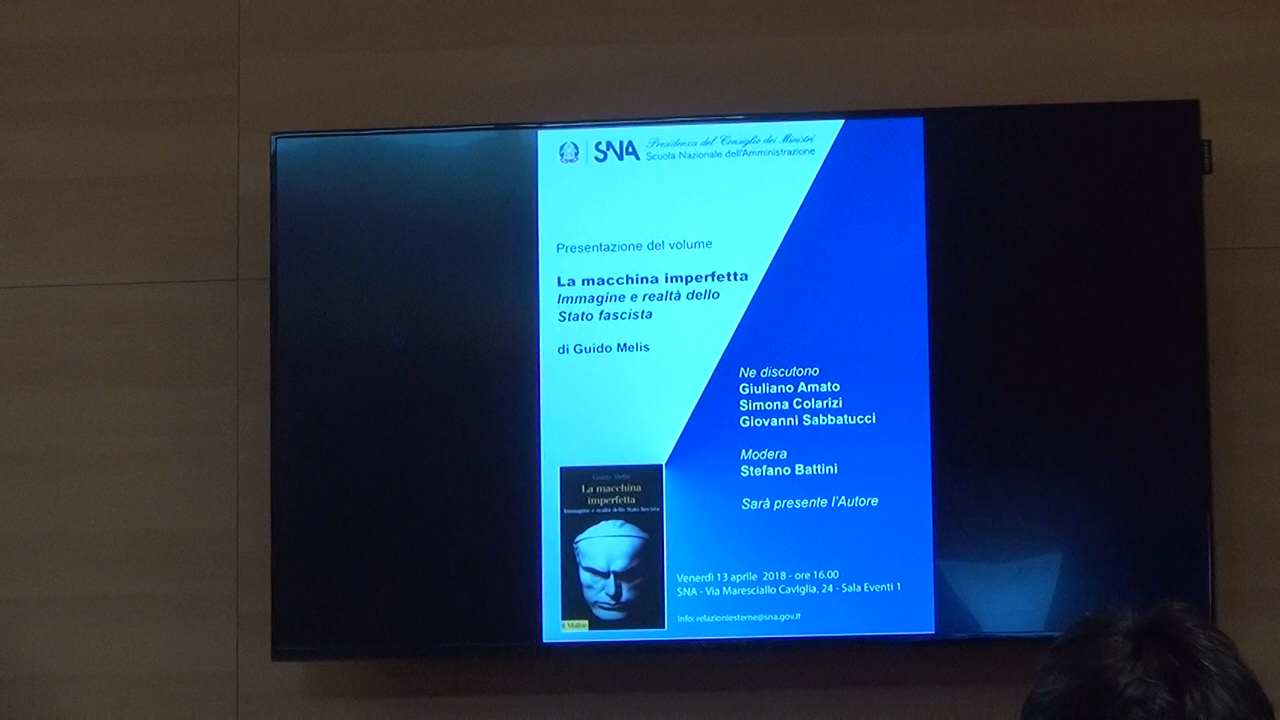 SNA
Presidenza del Consiglio dei Ministri
Scuola Nazionale dell'Amministrazione
Presentazione del volume
La macchina imperfetta
Immagine e realtà dello
Stato fascista
di Guido Melis
Ne discutono
Giuliano Amato
Simona Colarizi
Giovanni Sabbatucci
Modera
Stefano Battini
Sarà presente l'Autore
Guido Melis
La macchina
imperfetta
Immagine e realtà dello Stato fascista
il Mulino
Venerdì 13 aprile 2018 - ore 16.00
SNA - Via Maresciallo Caviglia, 24 - Sala Eventi 1
info: relazioniesterne@sna.gov.it